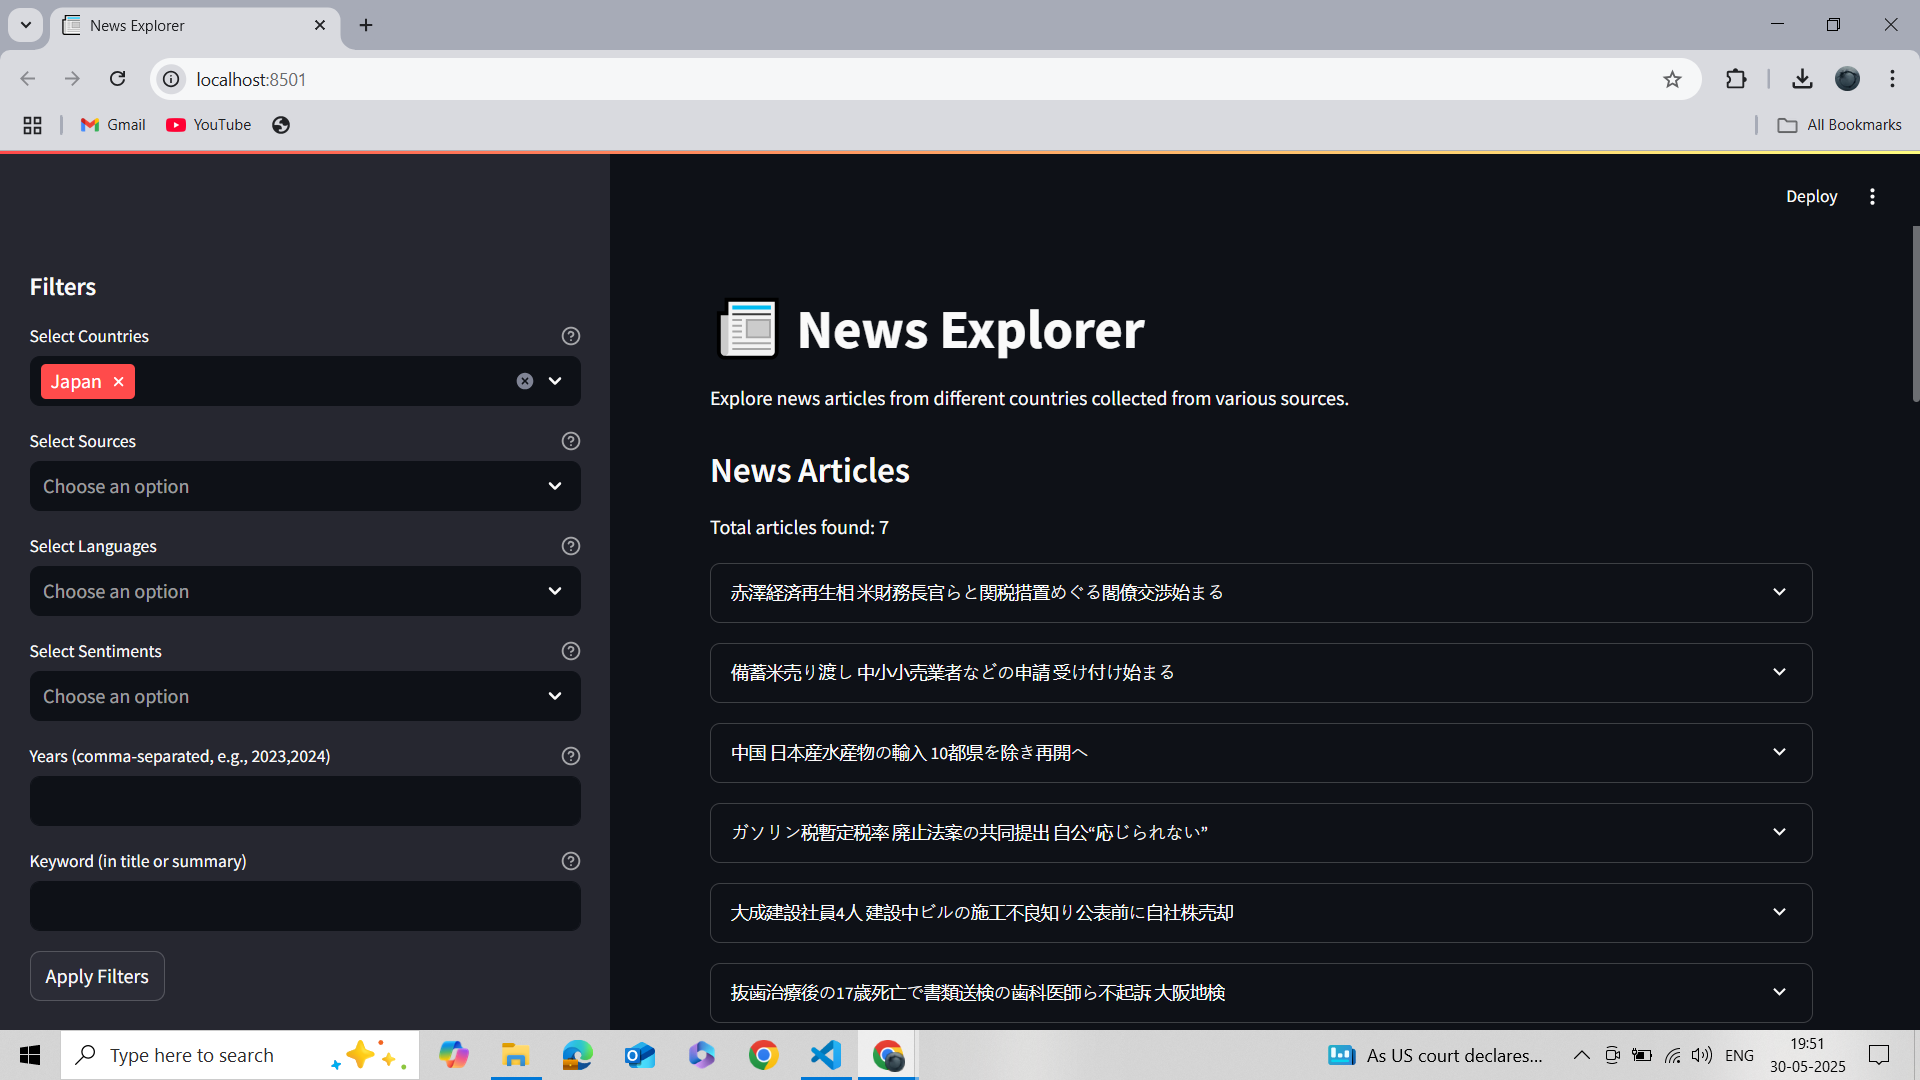 News Explorer
localhost:8501
Gmail
YouTube
All Bookmarks
Deploy
Filters
Select Countries
Japan
Select Sources
Choose an option
Select Languages
Choose an option
Select Sentiments
Choose an option
Years (comma-separated, e.g., 2023,2024)
Keyword (in title or summary)
Apply Filters
News Explorer
Explore news articles from different countries collected from various sources.
News Articles
Total articles found: 7
赤澤経済再生相 米財務長官らと関税措置めぐる閣僚交渉始まる
備蓄米売り渡し 中小小売業者などの申請 受け付け始まる
中国 日本産水産物の輸入 10都県を除き再開へ
ガソリン税暫定税率 廃止法案の共同提出 自公“応じられない”
大成建設社員4人 建設中ビルの施工不良知り公表前に自社株売却
抜歯治療後の17歳死亡で書類送検の歯科医師ら不起訴 大阪地検
Type here to search
As US court declares...
ENG
19:51
30-05-2025